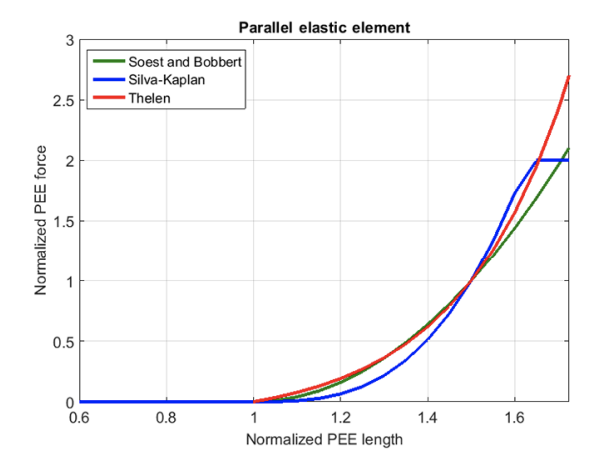 Parallel elastic element
3
2.5
2
1.5
1
0.5
0
Normalized PEE force
Soest and Bobbert
Silva-Kaplan
Thelen
0.6
0.8
1
1.2
1.4
1.6
Normalized PEE length